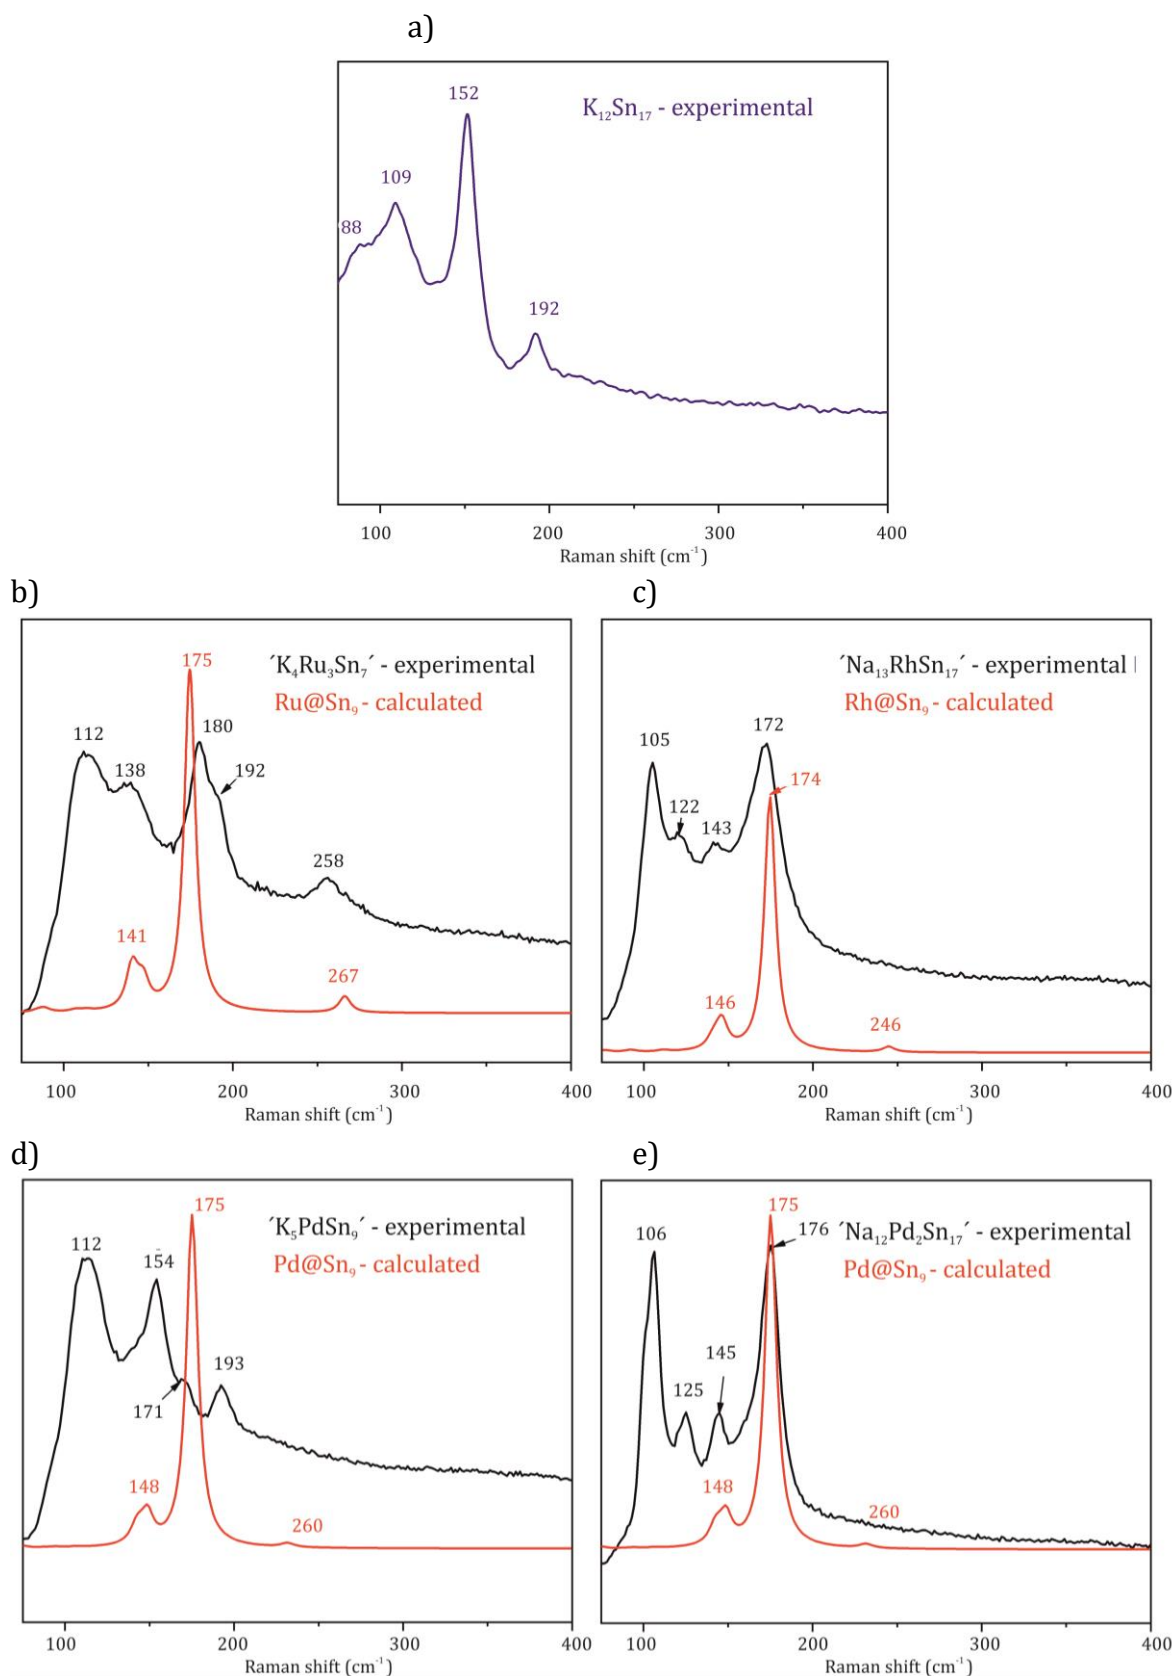 a)
152
K₁₂Sn₁₇ - experimental
109
88
192
100 200 300 400
Raman shift (cm⁻¹)
b)
175
´K₄Ru₃Sn₇´ - experimental
Ru@Sn₉ - calculated
112
180
138
192
258
141
267
100 200 300 400
Raman shift (cm⁻¹)
c)
´Na₁₃RhSn₁₇´ - experimental
Rh@Sn₉ - calculated
105
172
174
122
143
146
246
100 200 300 400
Raman shift (cm⁻¹)
d)
175
´K₅PdSn₉´ - experimental
Pd@Sn₉ - calculated
112
154
193
171
148
260
100 200 300 400
Raman shift (cm⁻¹)
e)
175
´Na₁₂Pd₂Sn₁₇´ - experimental
Pd@Sn₉ - calculated
106
176
145
125
148
260
100 200 300 400
Raman shift (cm⁻¹)